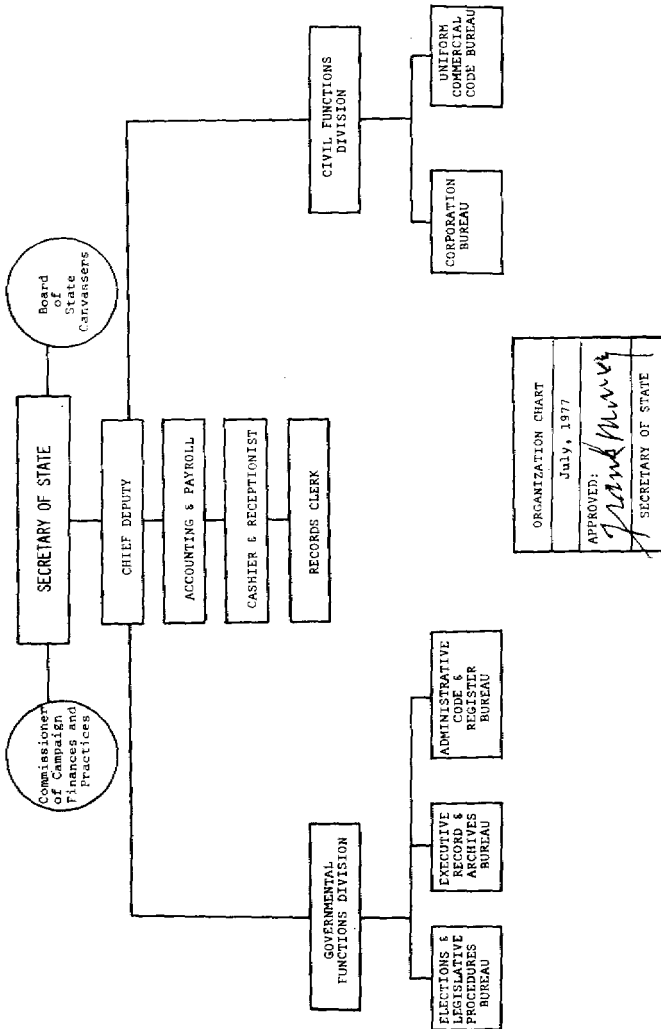 Commissioner
of Campaign
Finances and
Practices
SECRETARY OF STATE
Board
of
State
Canvassers
CHIEF DEPUTY
ACCOUNTING & PAYROLL
CASHIER & RECEPTIONIST
RECORDS CLERK
GOVERNMENTAL
FUNCTIONS DIVISION
CIVIL FUNCTIONS
DIVISION
ELECTIONS &
LEGISLATIVE
PROCEDURES
BUREAU
EXECUTIVE
RECORD &
ARCHIVES
BUREAU
ADMINISTRATIVE
CODE &
REGISTER
BUREAU
CORPORATION
BUREAU
UNIFORM
COMMERCIAL
CODE BUREAU
ORGANIZATION CHART
July, 1977
APPROVED:
Frank Murray
SECRETARY OF STATE